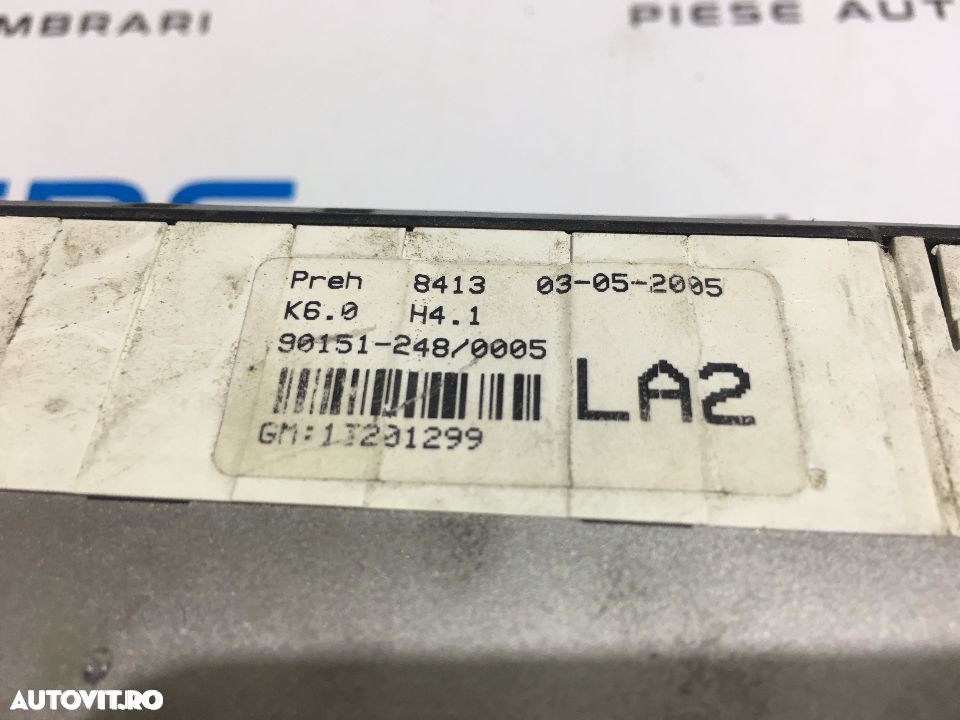 MBRARI
PIESE AUT
Preh 8413 03-05-2005
K6.0 H4.1
90151-248/0005
LA2
GM:13201299
AUTOVIT.RO